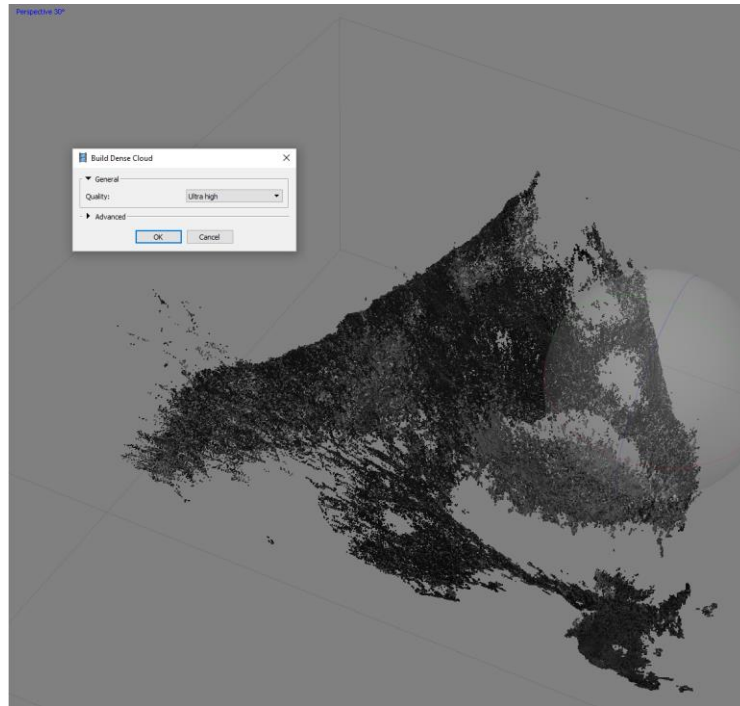 Perspective 30°
Build Dense Cloud
General
Quality:
Ultra high
Advanced
OK
Cancel